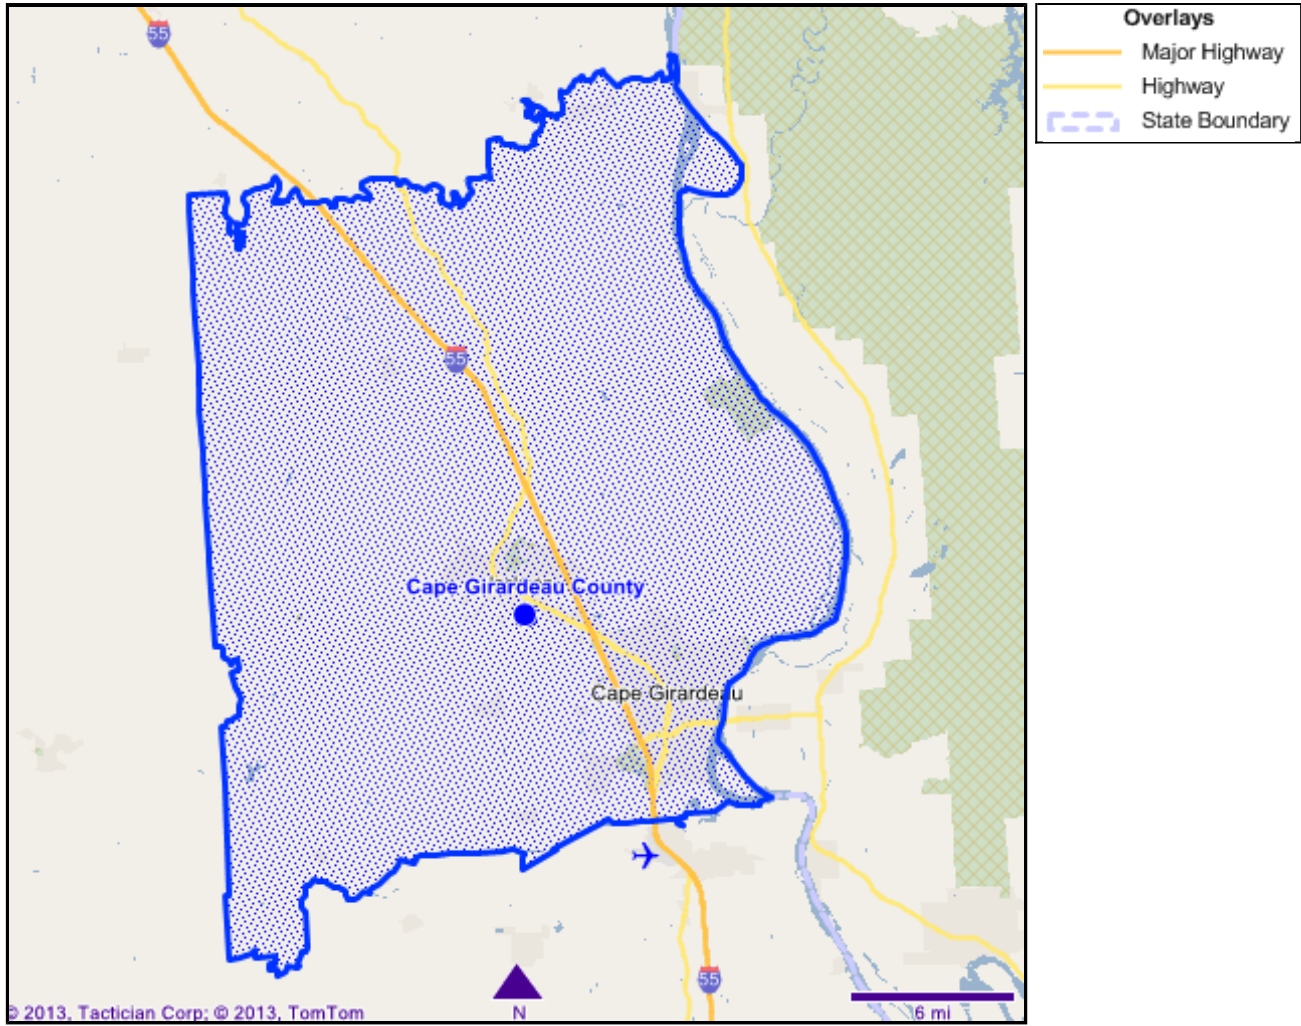 55
Overlays
Major Highway
Highway
State Boundary
55
Cape Girardeau County
Cape Girardeau
55
© 2013, Tactician Corp; © 2013, TomTom
N
6 mi